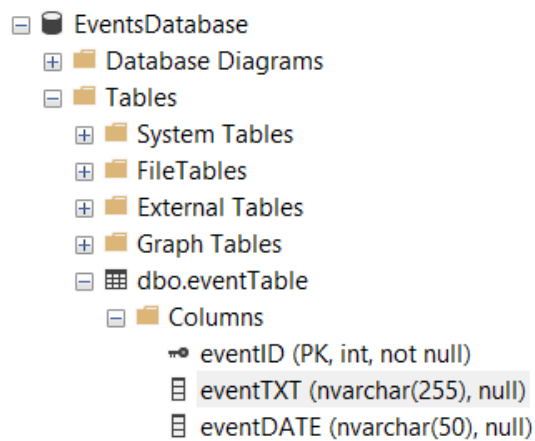 EventsDatabase
Database Diagrams
Tables
System Tables
FileTables
External Tables
Graph Tables
dbo.eventTable
Columns
eventID (PK, int, not null)
eventTXT (nvarchar(255), null)
eventDATE (nvarchar(50), null)